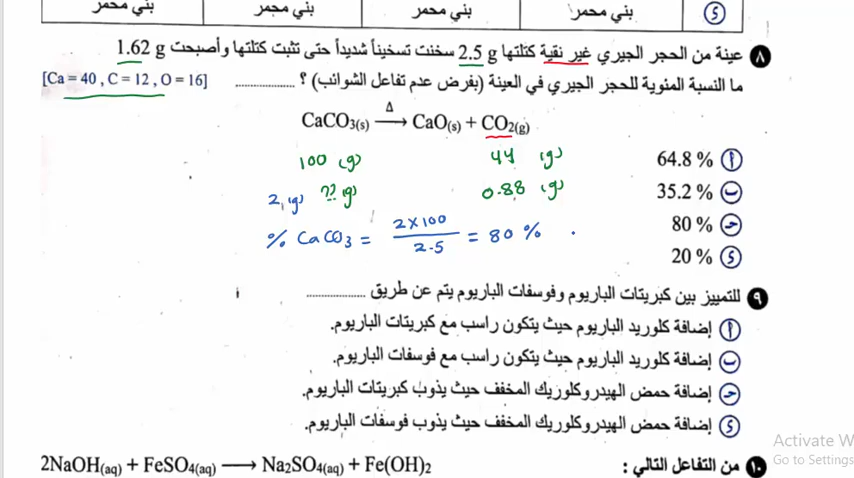 بني محمر بني محمر بني محمر بني محمر د
٨ عينة من الحجر الجيري غير نقية كتلتها 2.5 g سخنت تسخيناً شديداً حتى تثبت كتلتها وأصبحت 1.62 g
ما النسبة المئوية للحجر الجيري في العينة (بفرض عدم تفاعل الشوائب) ؟ .............. [Ca = 40 , C = 12 , O = 16]
CaCO3(s) Δ⟶ CaO(s) + CO2(g)
100 (g) 44 (g)
2 (g) ?? (g) 0.88 (g)
% CaCO3 = 2×100 / 2.5 = 80 %
أ 64.8 %
ب 35.2 %
جـ 80 %
د 20 %
٩ للتمييز بين كبريتات الباريوم وفوسفات الباريوم يتم عن طريق ..............
أ إضافة كلوريد الباريوم حيث يتكون راسب مع كبريتات الباريوم.
ب إضافة كلوريد الباريوم حيث يتكون راسب مع فوسفات الباريوم.
جـ إضافة حمض الهيدروكلوريك المخفف حيث يذوب كبريتات الباريوم.
د إضافة حمض الهيدروكلوريك المخفف حيث يذوب فوسفات الباريوم.
١٠ من التفاعل التالي : 2NaOH(aq) + FeSO4(aq) ⟶ Na2SO4(aq) + Fe(OH)2
Activate W
Go to Settings